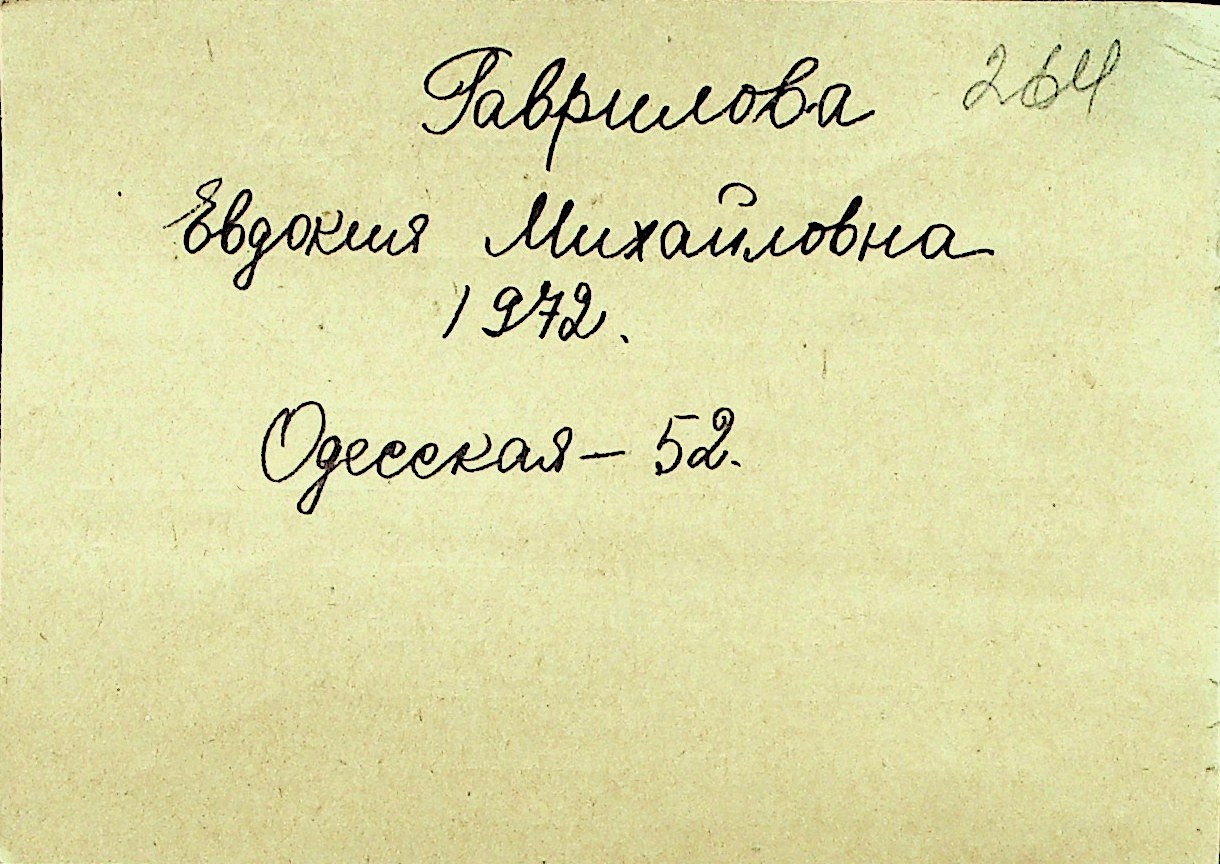 Гаврилова 264
Евдокия Михайловна
1972.
Одесская – 52.